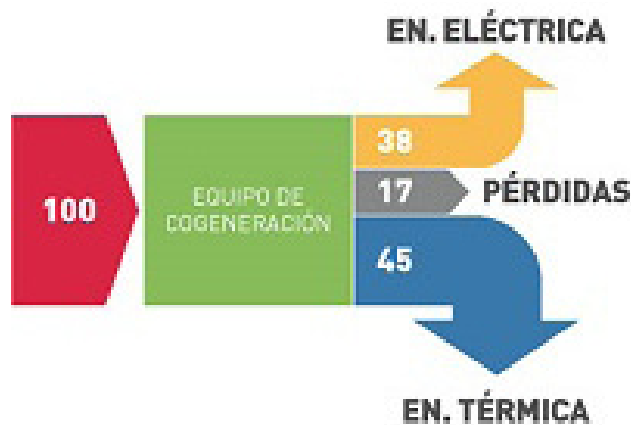 EN. ELÉCTRICA
38
100
EQUIPO DE
COGENERACIÓN
17
PÉRDIDAS
45
EN. TÉRMICA